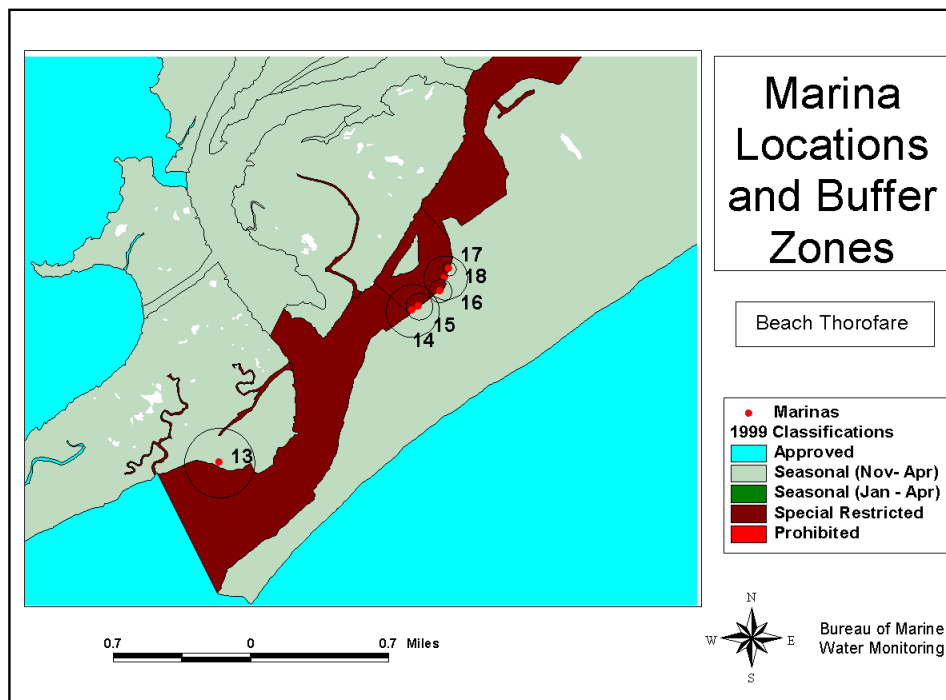 Marina
Locations
and Buffer
Zones
Beach Thorofare
17
18
16
15
14
13
Marinas
1999 Classifications
Approved
Seasonal (Nov- Apr)
Seasonal (Jan - Apr)
Special Restricted
Prohibited
0.7 0 0.7 Miles
N
W E
S
Bureau of Marine
Water Monitoring